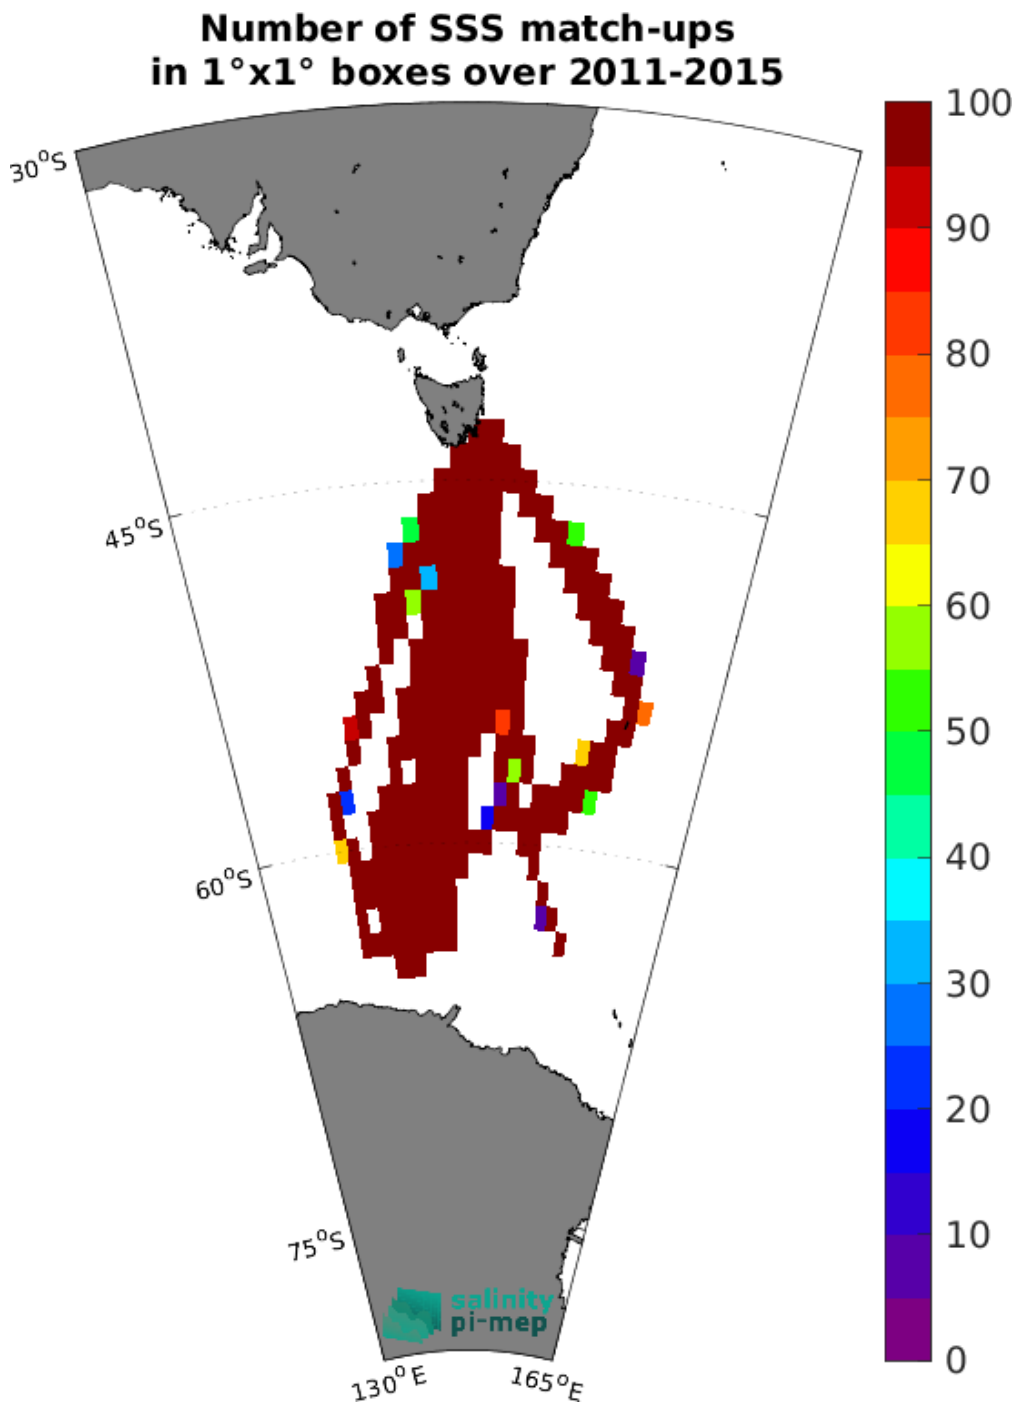 Number of SSS match-ups
in 1°x1° boxes over 2011-2015
30°S
45°S
60°S
75°S
130°E
165°E
100
90
80
70
60
50
40
30
20
10
0
salinity
pi-mep